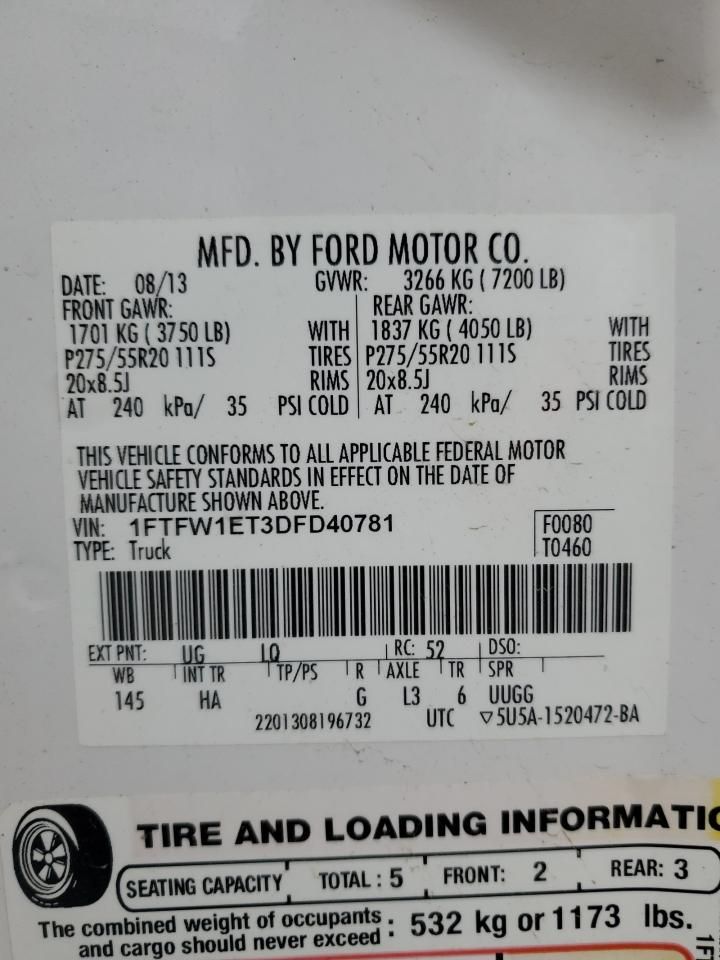 MFD. BY FORD MOTOR CO.
DATE: 08/13 GVWR: 3266 KG ( 7200 LB)
FRONT GAWR: REAR GAWR:
1701 KG ( 3750 LB) WITH 1837 KG ( 4050 LB) WITH
P275/55R20 111S TIRES P275/55R20 111S TIRES
20x8.5J RIMS 20x8.5J RIMS
AT 240 kPa/ 35 PSI COLD AT 240 kPa/ 35 PSI COLD
THIS VEHICLE CONFORMS TO ALL APPLICABLE FEDERAL MOTOR
VEHICLE SAFETY STANDARDS IN EFFECT ON THE DATE OF
MANUFACTURE SHOWN ABOVE.
VIN: 1FTFW1ET3DFD40781 F0080
TYPE: Truck T0460
EXT PNT: UG LQ RC: 52 DSO:
WB INT TR TP/PS R AXLE TR SPR
145 HA G L3 6 UUGG
2201308196732 UTC ▽5U5A-1520472-BA
TIRE AND LOADING INFORMATIO
SEATING CAPACITY TOTAL : 5 FRONT: 2 REAR: 3
The combined weight of occupants : 532 kg or 1173 lbs.
and cargo should never exceed
1F